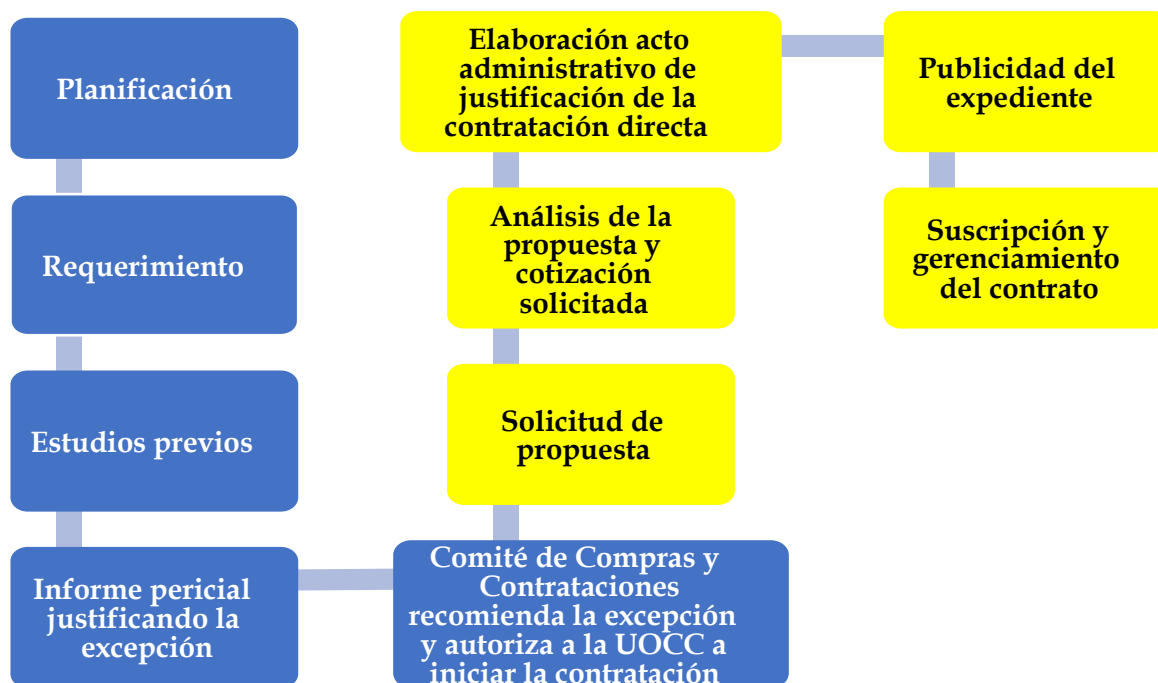 Planificación
Requerimiento
Estudios previos
Informe pericial
justificando la
excepción
Comité de Compras y
Contrataciones
recomienda la excepción
y autoriza a la UOCC a
iniciar la contratación
Solicitud de
propuesta
Análisis de la
propuesta y
cotización
solicitada
Elaboración acto
administrativo de
justificación de la
contratación directa
Publicidad del
expediente
Suscripción y
gerenciamiento
del contrato